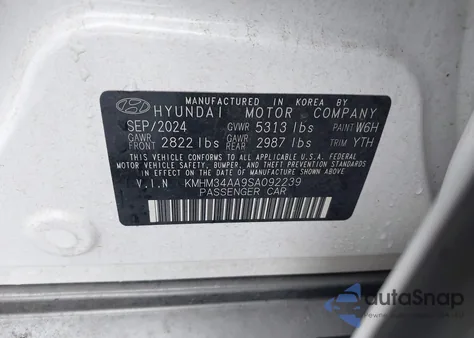 MANUFACTURED IN KOREA BY
HYUNDAI MOTOR COMPANY
SEP/2024 GVWR 5313 lbs PAINT W6H
GAWR FRONT 2822 lbs GAWR REAR 2987 lbs TRIM YTH
THIS VEHICLE CONFORMS TO ALL APPLICABLE U.S.A. FEDERAL
MOTOR VEHICLE SAFETY, BUMPER, AND THEFT PREVENTION
STANDARDS IN EFFECT ON THE DATE OF MANUFACTURE
SHOWN ABOVE.
V.I.N KMHM34AA9SA092239
PASSENGER CAR
autaSnap